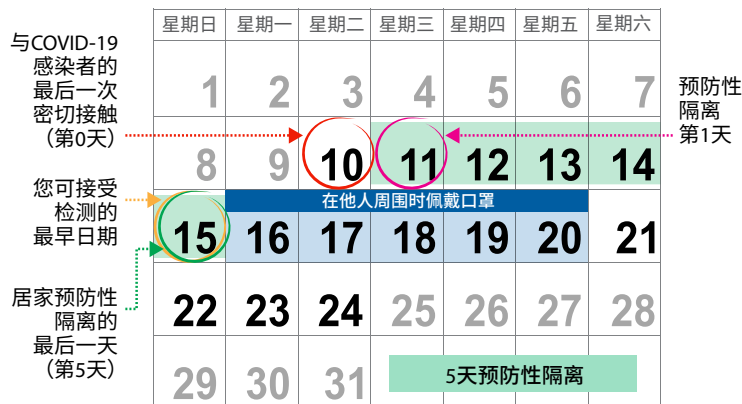 星期日 星期一 星期二 星期三 星期四 星期五 星期六
与COVID-19
感染者的
最后一次
密切接触
（第0天）
1 2 3 4 5 6 7
预防性
隔离
第1天
8 9 10 11 12 13 14
您可接受
检测的
最早日期
在他人周围时佩戴口罩
15 16 17 18 19 20 21
居家预防性
隔离的
最后一天
（第5天）
22 23 24 25 26 27 28
29 30 31
5天预防性隔离